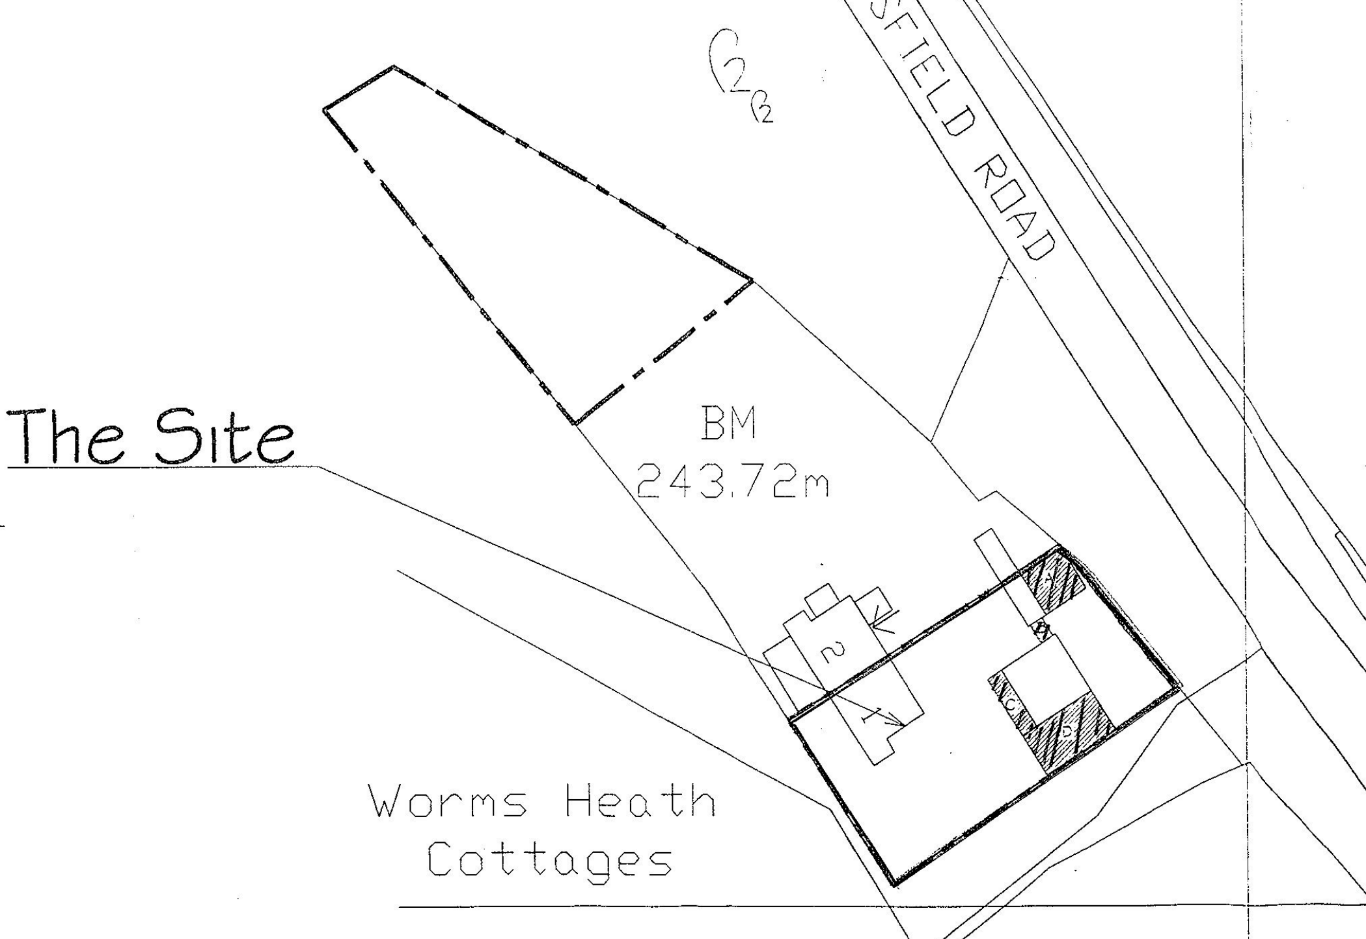 SFIELD ROAD
The Site
BM
243.72m
2
1
A
B
C
D
Worms Heath
Cottages